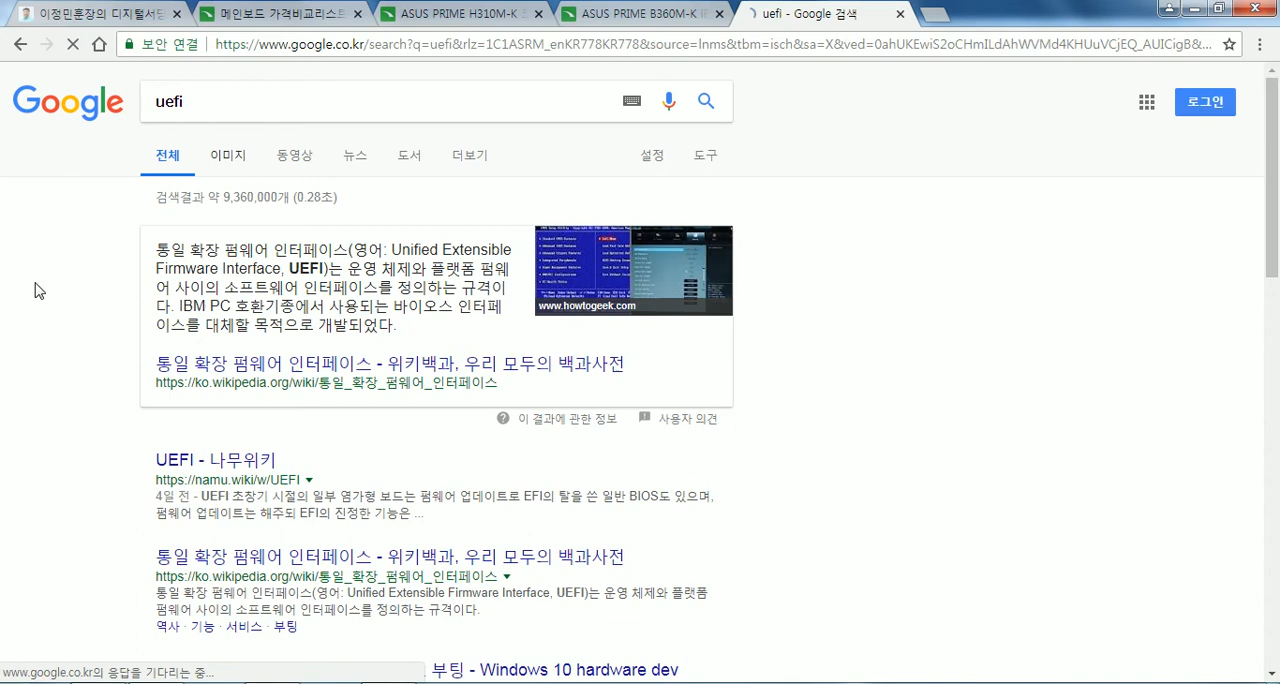 이정민훈장의 디지털서당
메인보드 가격비교리스트
ASUS PRIME H310M-K
ASUS PRIME B360M-K
uefi - Google 검색
보안 연결
https://www.google.co.kr/search?q=uefi&rlz=1C1ASRM_enKR778KR778&source=lnms&tbm=isch&sa=X&ved=0ahUKEwiS2oCHmILdAhWVMd4KHUuVCjEQ_AUICigB&...
Google
uefi
로그인
전체 이미지 동영상 뉴스 도서 더보기 설정 도구
검색결과 약 9,360,000개 (0.28초)
통일 확장 펌웨어 인터페이스(영어: Unified Extensible
Firmware Interface, UEFI)는 운영 체제와 플랫폼 펌웨
어 사이의 소프트웨어 인터페이스를 정의하는 규격이
다. IBM PC 호환기종에서 사용되는 바이오스 인터페
이스를 대체할 목적으로 개발되었다.
www.howtogeek.com
통일 확장 펌웨어 인터페이스 - 위키백과, 우리 모두의 백과사전
https://ko.wikipedia.org/wiki/통일_확장_펌웨어_인터페이스
이 결과에 관한 정보 사용자 의견
UEFI - 나무위키
https://namu.wiki/w/UEFI
4일 전 - UEFI 초창기 시절의 일부 염가형 보드는 펌웨어 업데이트로 EFI의 탈을 쓴 일반 BIOS도 있으며,
펌웨어 업데이트는 해주되 EFI의 진정한 기능은 ...
통일 확장 펌웨어 인터페이스 - 위키백과, 우리 모두의 백과사전
https://ko.wikipedia.org/wiki/통일_확장_펌웨어_인터페이스
통일 확장 펌웨어 인터페이스(영어: Unified Extensible Firmware Interface, UEFI)는 운영 체제와 플랫폼
펌웨어 사이의 소프트웨어 인터페이스를 정의하는 규격이다.
역사 · 기능 · 서비스 · 부팅
부팅 - Windows 10 hardware dev
www.google.co.kr의 응답을 기다리는 중...